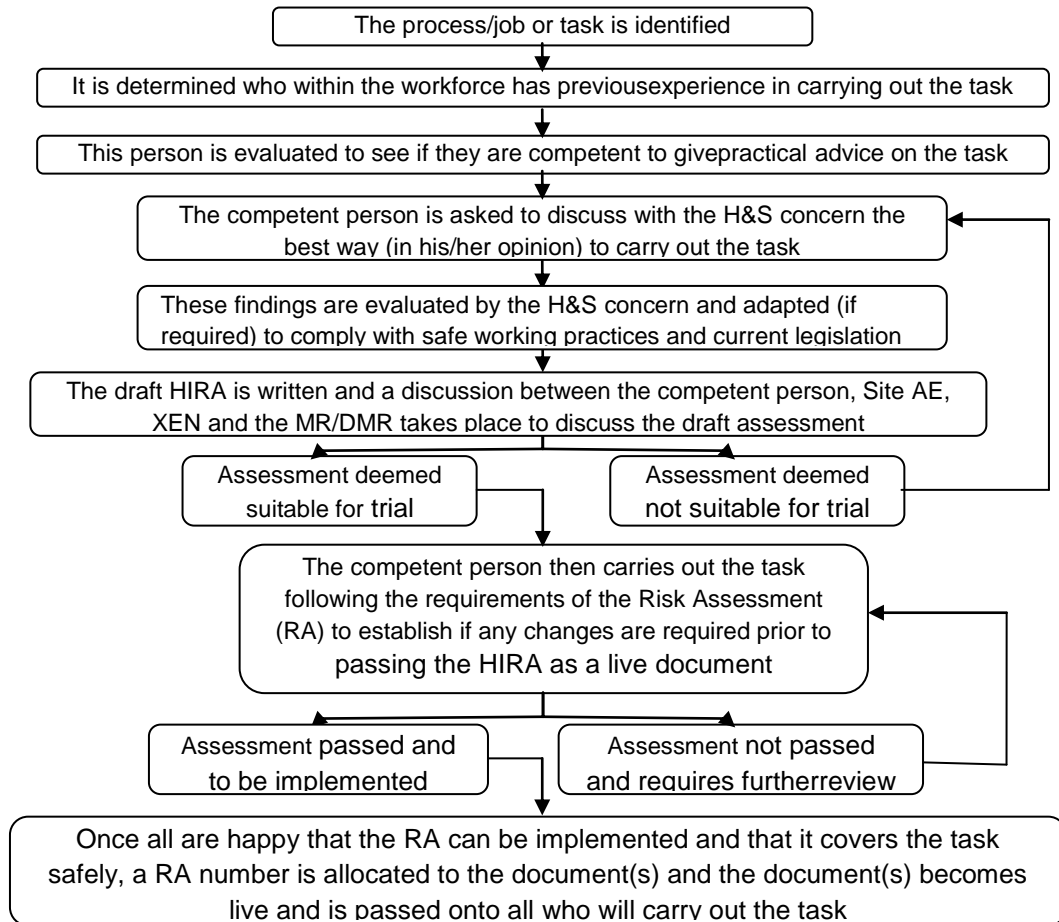 The process/job or task is identified
It is determined who within the workforce has previousexperience in carrying out the task
This person is evaluated to see if they are competent to givepractical advice on the task
The competent person is asked to discuss with the H&S concern the
best way (in his/her opinion) to carry out the task
These findings are evaluated by the H&S concern and adapted (if
required) to comply with safe working practices and current legislation
The draft HIRA is written and a discussion between the competent person, Site AE,
XEN and the MR/DMR takes place to discuss the draft assessment
Assessment deemed
suitable for trial
Assessment deemed
not suitable for trial
The competent person then carries out the task
following the requirements of the Risk Assessment
(RA) to establish if any changes are required prior to
passing the HIRA as a live document
Assessment passed and
to be implemented
Assessment not passed
and requires furtherreview
Once all are happy that the RA can be implemented and that it covers the task
safely, a RA number is allocated to the document(s) and the document(s) becomes
live and is passed onto all who will carry out the task